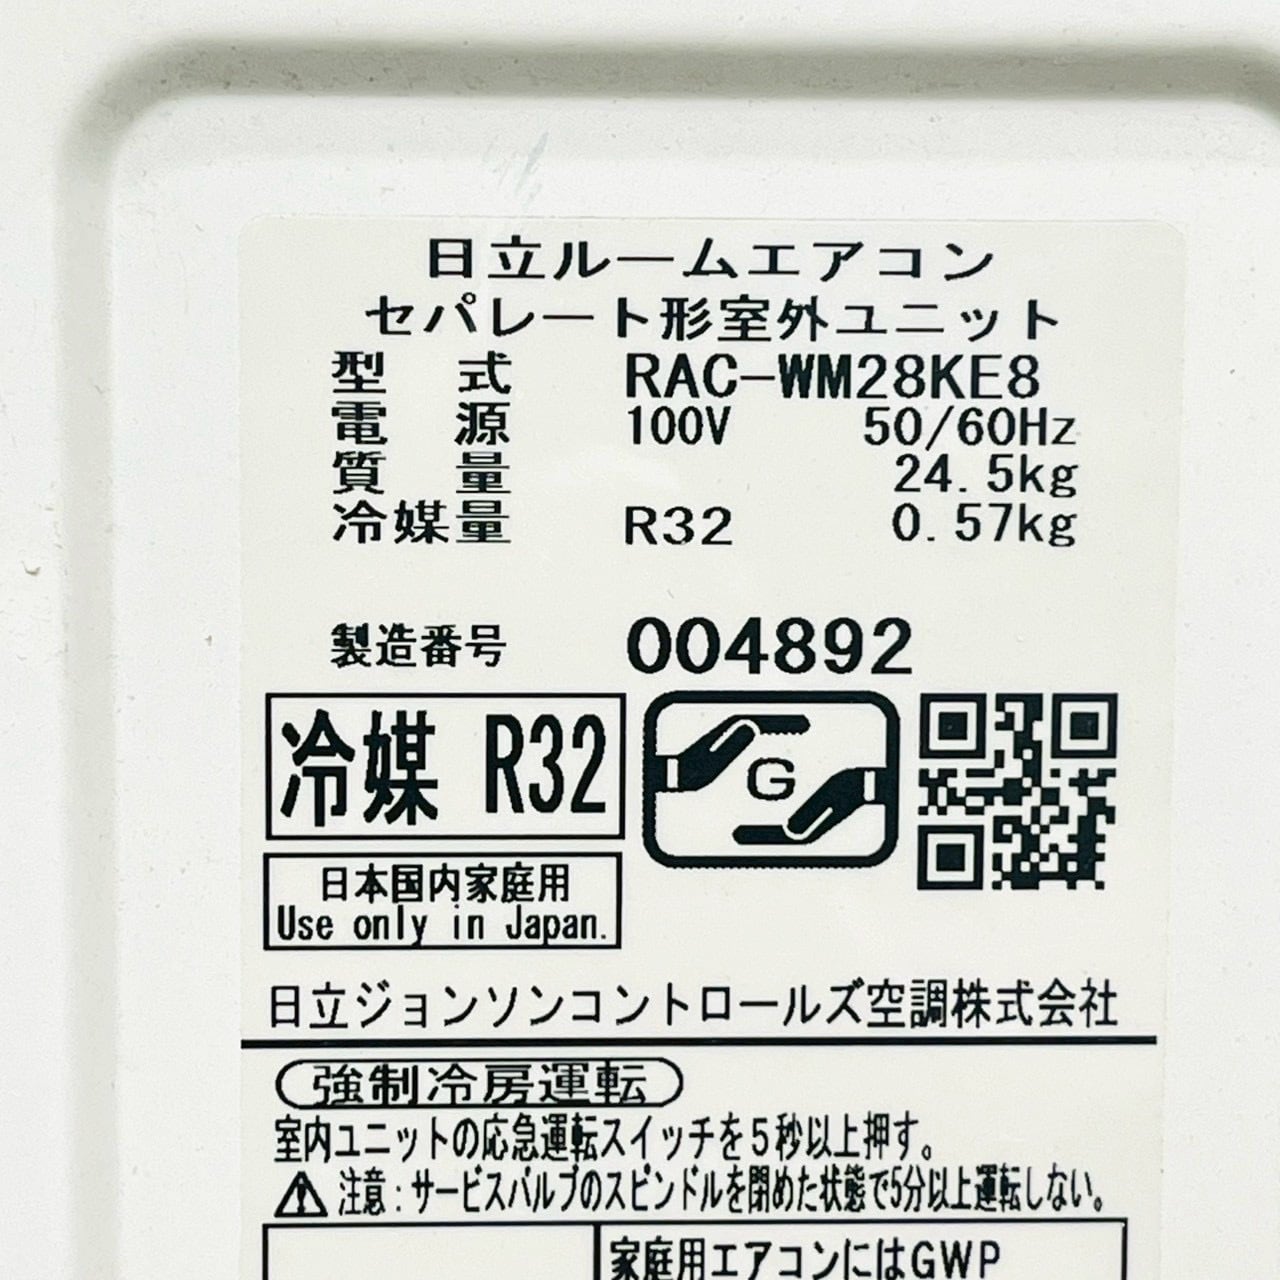 日立ルームエアコン
セパレート形室外ユニット
型 式 RAC-WM28KE8
電 源 100V 50/60Hz
質 量 24.5kg
冷媒量 R32 0.57kg
製造番号 004892
冷媒 R32
G
日本国内家庭用
Use only in Japan.
日立ジョンソンコントロールズ空調株式会社
強制冷房運転
室内ユニットの応急運転スイッチを5秒以上押す。
注意:サービスバルブのスピンドルを閉めた状態で5分以上運転しない。
家庭用エアコンにはGWP